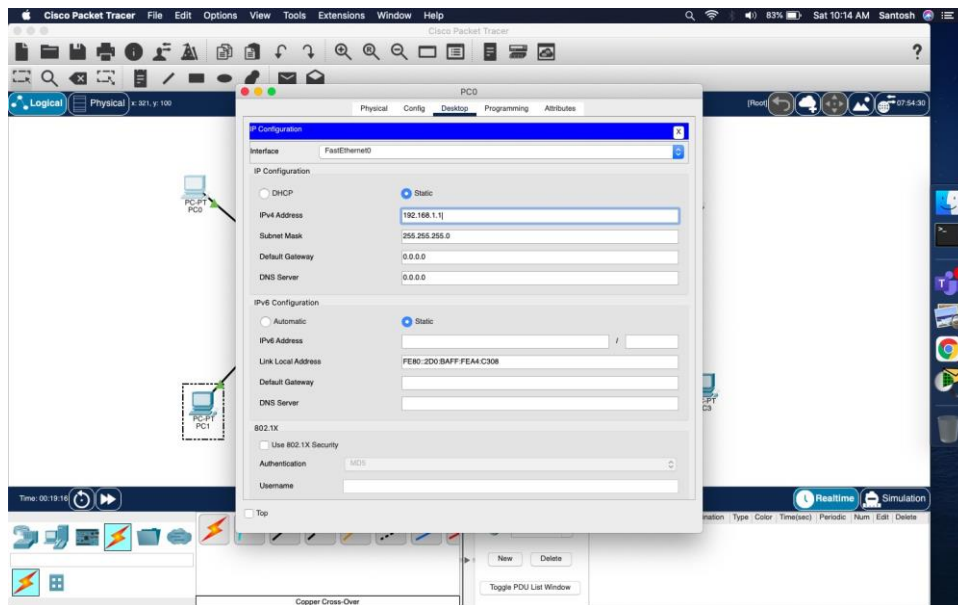 Cisco Packet Tracer File Edit Options View Tools Extensions Window Help 83% Sat 10:14 AM Santosh
Cisco Packet Tracer
?
Logical Physical x: 321, y: 100 [Root] 07:54:30
PC0
Physical Config Desktop Programming Attributes
IP Configuration X
Interface FastEthernet0
IP Configuration
DHCP Static
IPv4 Address 192.168.1.1
Subnet Mask 255.255.255.0
Default Gateway 0.0.0.0
DNS Server 0.0.0.0
IPv6 Configuration
Automatic Static
IPv6 Address /
Link Local Address FE80::2D0:BAFF:FEA4:C308
Default Gateway
DNS Server
802.1X
Use 802.1X Security
Authentication MD5
Username
Top
PC-PT
PC0
PC-PT
PC1
Time: 00:19:16 Realtime Simulation
Type Color Time(sec) Periodic Num Edit Delete
New Delete
Toggle PDU List Window
Copper Cross-Over